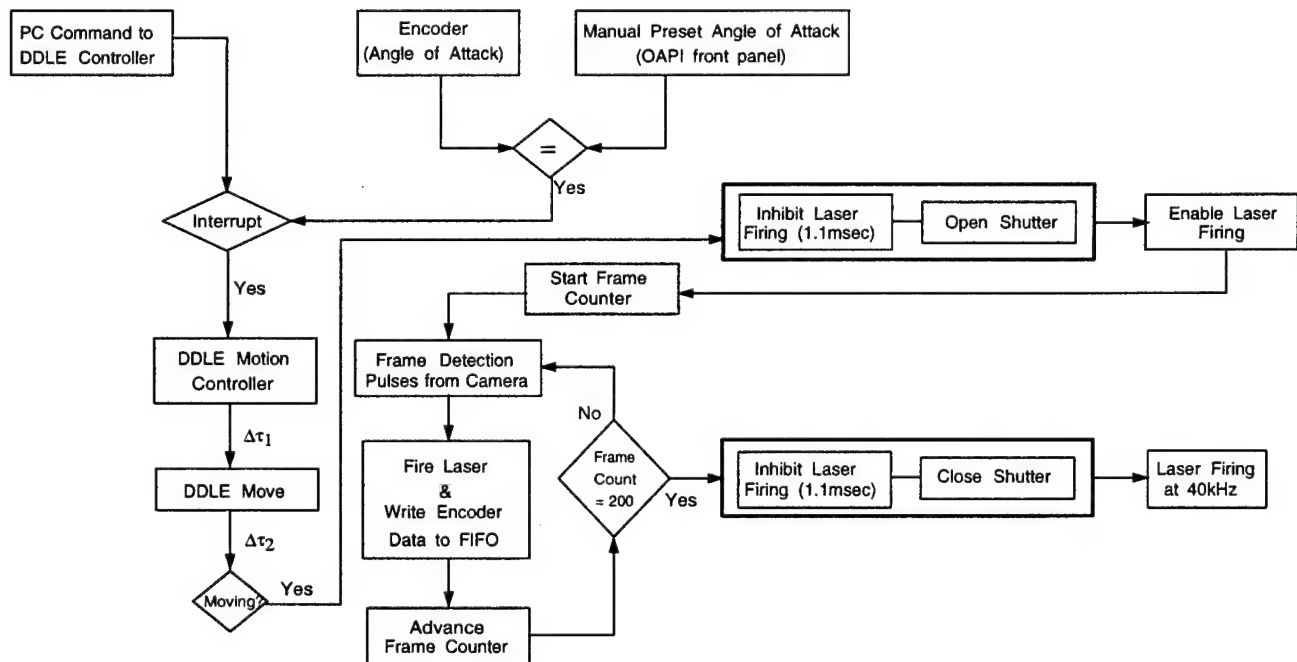 PC Command to
DDLE Controller
Encoder
(Angle of Attack)
Manual Preset Angle of Attack
(OAPI front panel)
=
Yes
Interrupt
Yes
Inhibit Laser
Firing (1.1msec)
Open Shutter
Enable Laser
Firing
Start Frame
Counter
DDLE Motion
Controller
Δτ1
DDLE Move
Δτ2
Moving?
Yes
Frame Detection
Pulses from Camera
Fire Laser
&
Write Encoder
Data to FIFO
Advance
Frame Counter
No
Frame
Count
= 200
Yes
Inhibit Laser
Firing (1.1msec)
Close Shutter
Laser Firing
at 40kHz